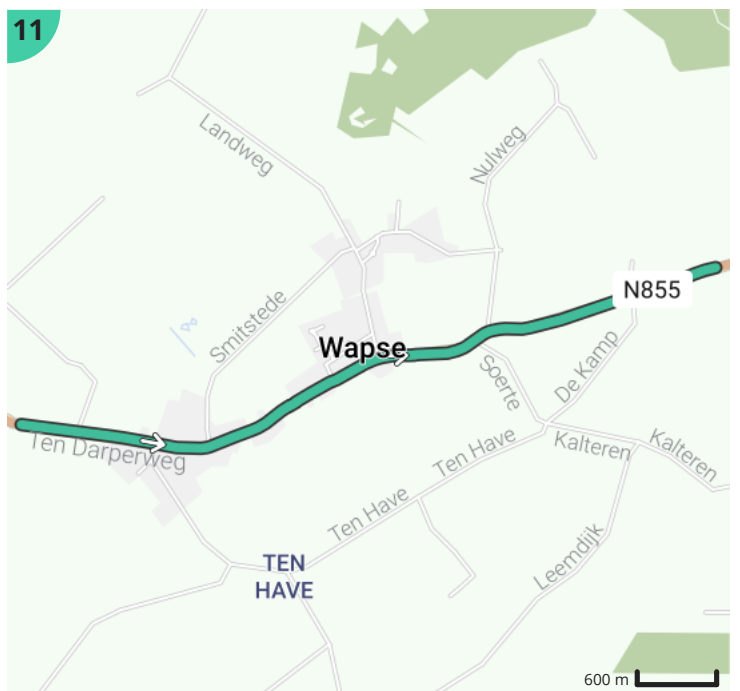 11
Landweg
Nulweg
N855
Smitstede
Wapse
Soerte
De Kamp
Ten Darperweg
Ten Have
Kalteren
Kalteren
Ten Have
Leemdijk
TEN
HAVE
600 m